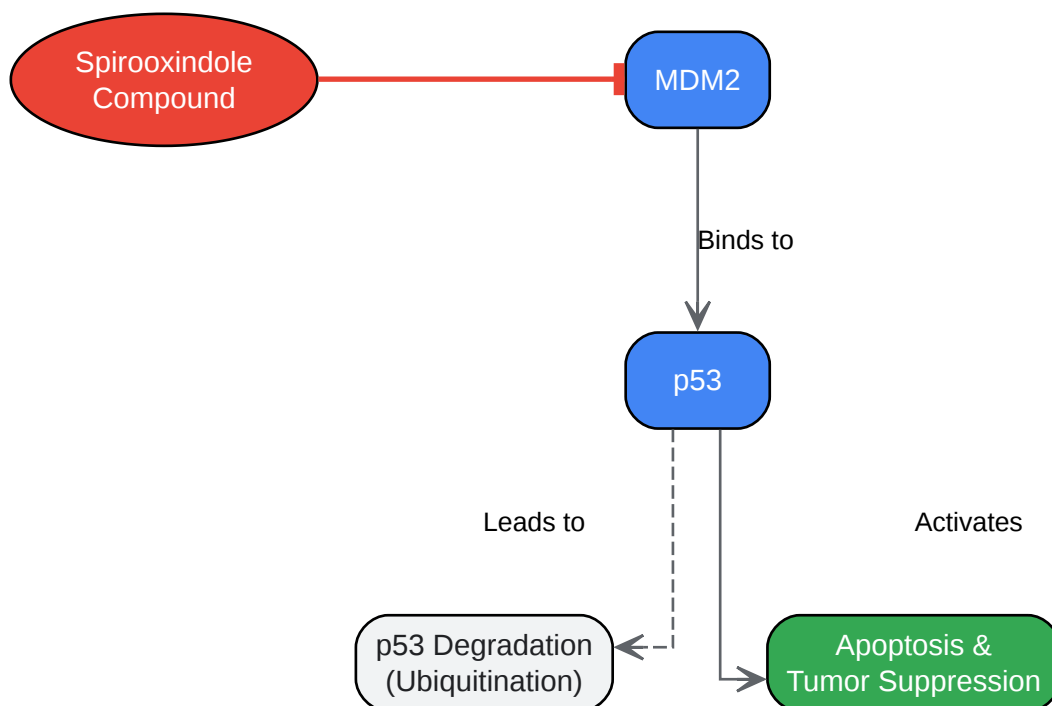 Spirooxindole
Compound
MDM2
Binds to
p53
Leads to
Activates
p53 Degradation
(Ubiquitination)
Apoptosis &
Tumor Suppression